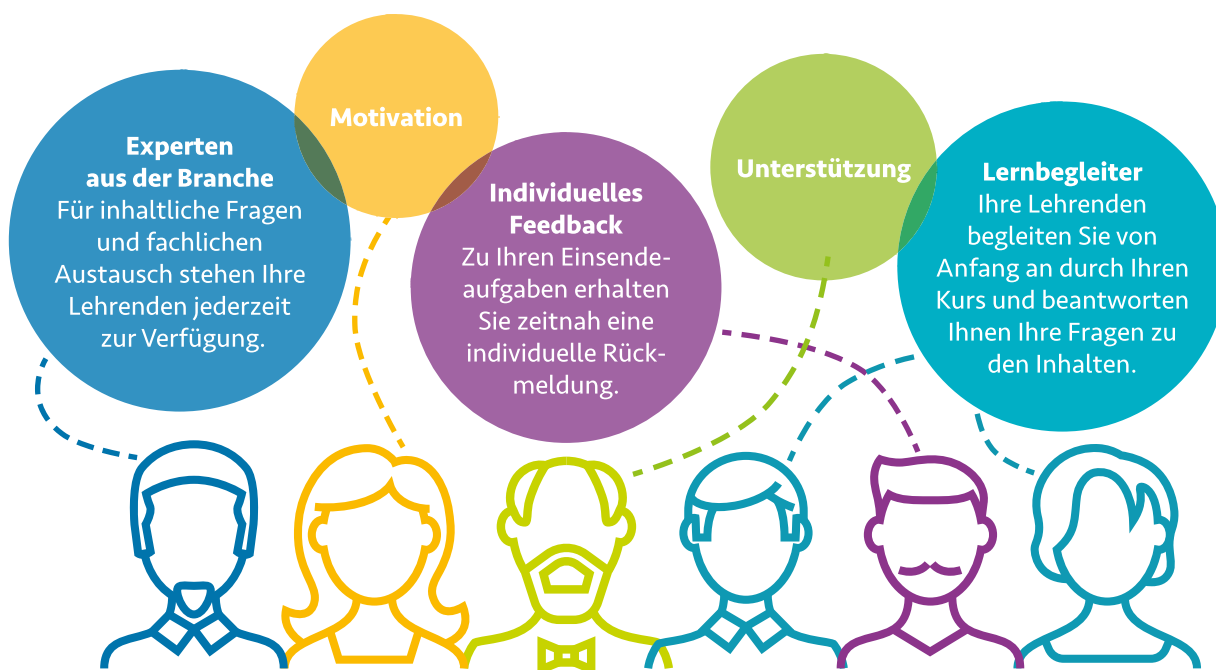 Experten
aus der Branche
Für inhaltliche Fragen
und fachlichen
Austausch stehen Ihre
Lehrenden jederzeit
zur Verfügung.
Motivation
Individuelles
Feedback
Zu Ihren Einsende-
aufgaben erhalten
Sie zeitnah eine
individuelle Rück-
meldung.
Unterstützung
Lernbegleiter
Ihre Lehrenden
begleiten Sie von
Anfang an durch Ihren
Kurs und beantworten
Ihnen Ihre Fragen zu
den Inhalten.